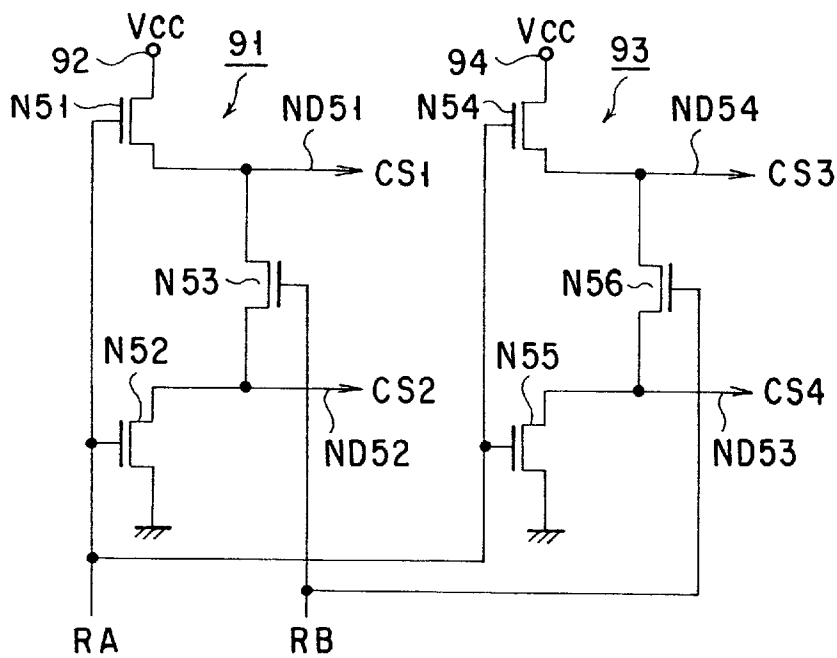 VCC
92
91
N51
ND51
CS1
N53
N52
CS2
ND52
VCC
94
93
N54
ND54
CS3
N56
N55
CS4
ND53
RA
RB